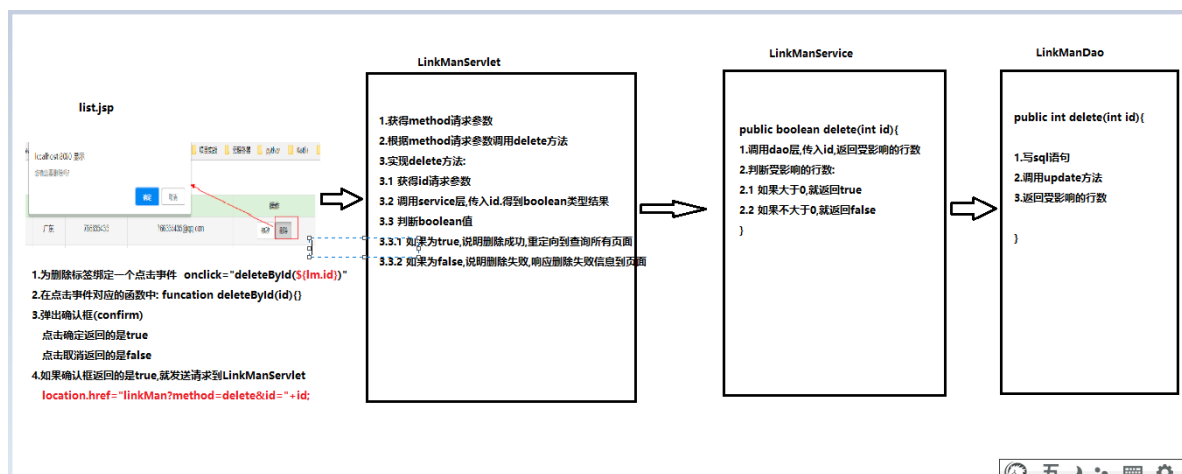 list.jsp
localhost:8080 显示
确定
取消
操作
广东
删除
1.为删除标签绑定一个点击事件 onclick="deleteById(${lm.id})"
2.在点击事件对应的函数中: funcation deleteById(id){}
3.弹出确认框(confirm)
点击确定返回的是true
点击取消返回的是false
4.如果确认框返回的是true,就发送请求到LinkManServlet
location.href="linkMan?method=delete&id="+id;
LinkManServlet
1.获得method请求参数
2.根据method请求参数调用delete方法
3.实现delete方法:
3.1 获得id请求参数
3.2 调用service层,传入id.得到boolean类型结果
3.3 判断boolean值
3.3.1 如果为true,说明删除成功,重定向到查询所有页面
3.3.2 如果为false,说明删除失败,响应删除失败信息到页面
LinkManService
public boolean delete(int id){
1.调用dao层,传入id,返回受影响的行数
2.判断受影响的行数:
2.1 如果大于0,就返回true
2.2 如果不大于0,就返回false
}
LinkManDao
public int delete(int id){
1.写sql语句
2.调用update方法
3.返回受影响的行数
}
五